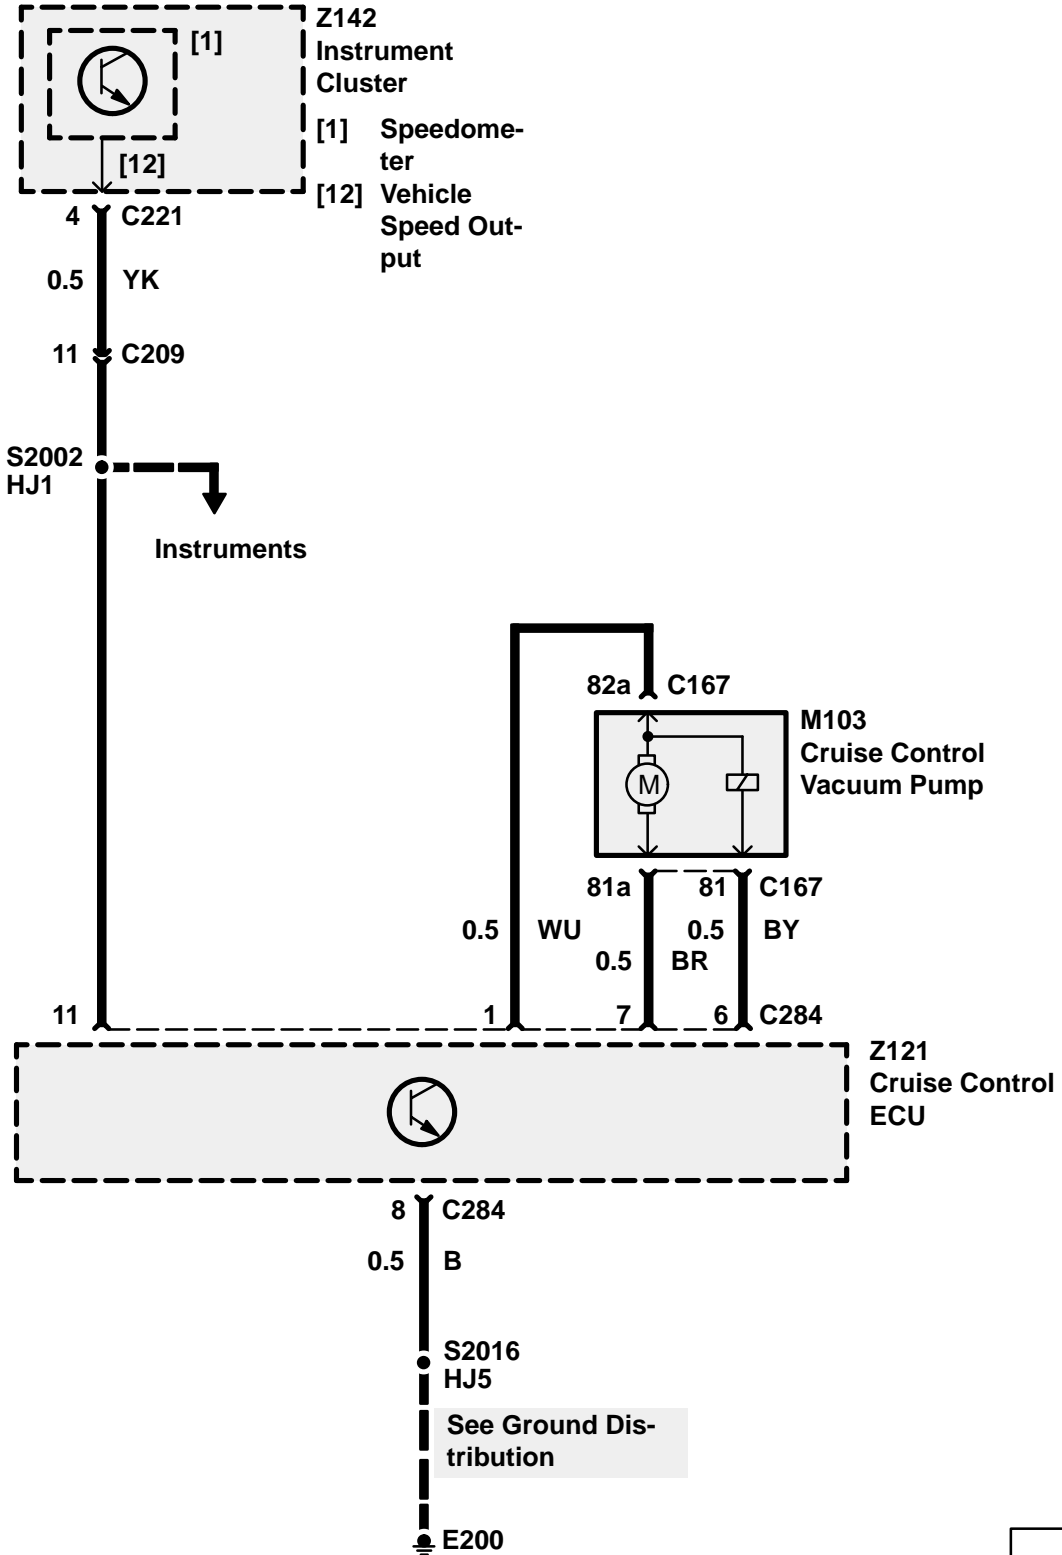 Z142
Instrument
Cluster
[1]
[1] Speedome-
ter
[12]
[12] Vehicle
Speed Out-
put
4 C221
0.5 YK
11 C209
S2002
HJ1
Instruments
82a C167
M103
Cruise Control
Vacuum Pump
M
81a 81 C167
0.5 WU 0.5 BY
0.5 BR
11 1 7 6 C284
Z121
Cruise Control
ECU
8 C284
0.5 B
S2016
HJ5
See Ground Dis-
tribution
E200